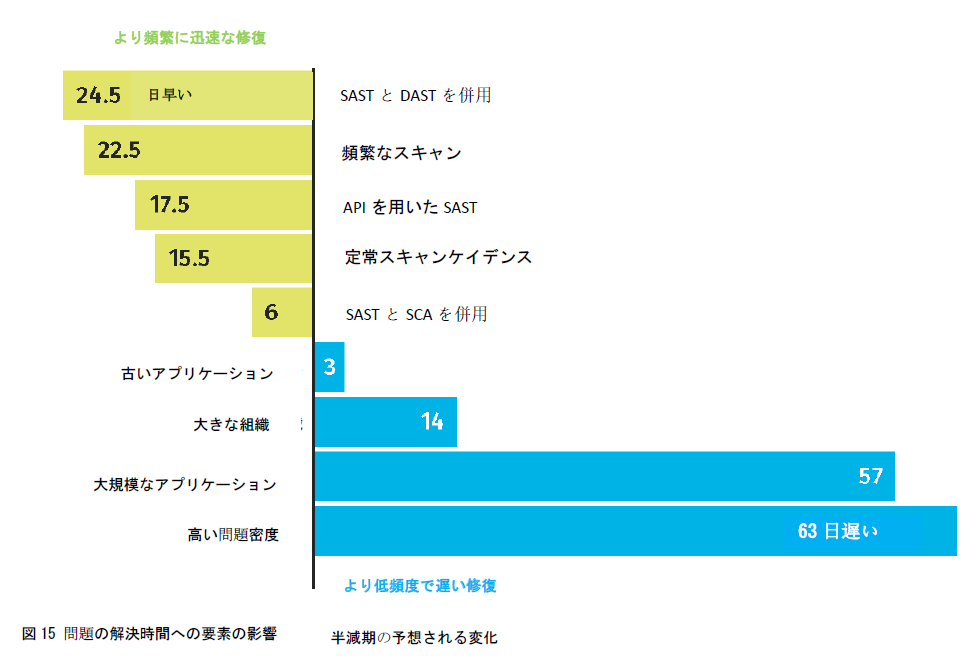 より頻繁に迅速な修復
24.5 日早い SAST と DAST を併用
22.5 頻繁なスキャン
17.5 API を用いた SAST
15.5 定常スキャンケイデンス
6 SAST と SCA を併用
古いアプリケーション 3
大きな組織 14
大規模なアプリケーション 57
高い問題密度 63 日遅い
より低頻度で遅い修復
図 15 問題の解決時間への要素の影響 半減期の予想される変化